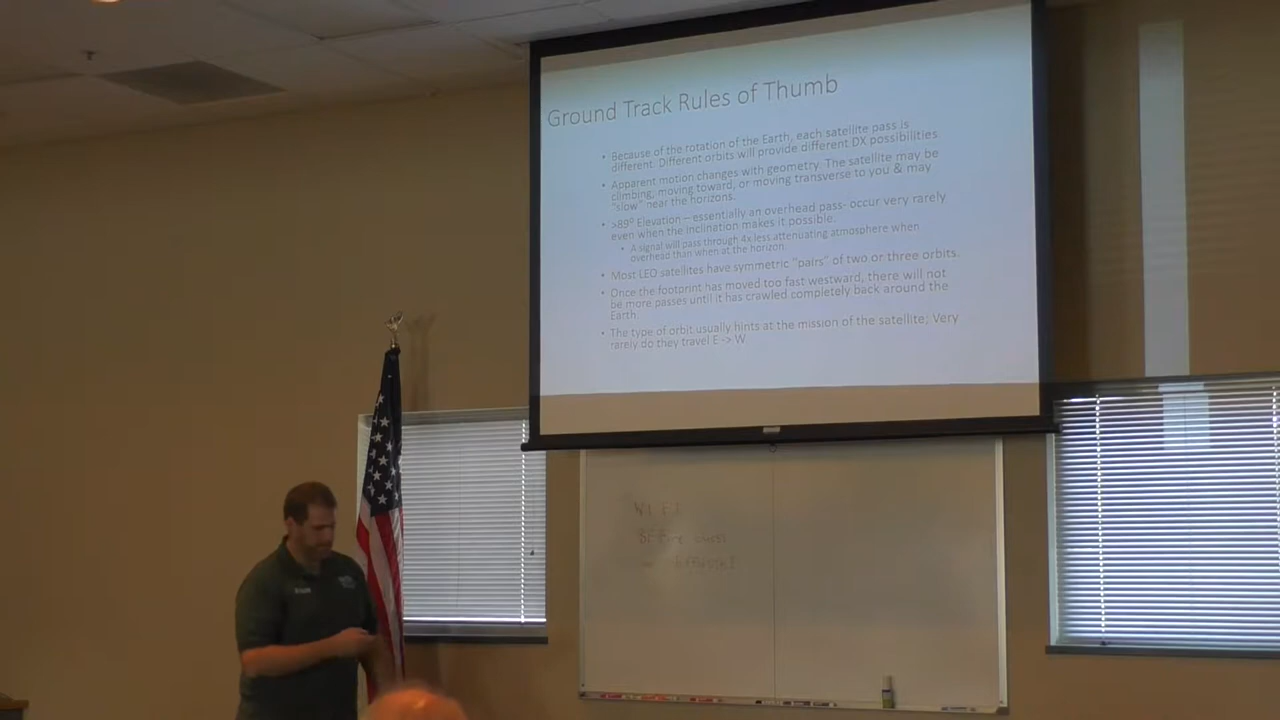 Ground Track Rules of Thumb
• Because of the rotation of the Earth, each satellite pass is
different. Different orbits will provide different DX possibilities
• Apparent motion changes with geometry. The satellite may be
climbing, moving toward, or moving transverse to you & may
"slow" near the horizons.
• >89⁰ Elevation – essentially an overhead pass- occur very rarely
even when the inclination makes it possible.
• A signal will pass through 4x less attenuating atmosphere when
overhead than when at the horizon
• Most LEO satellites have symmetric "pairs" of two or three orbits.
• Once the footprint has moved too fast westward, there will not
be more passes until it has crawled completely back around the
Earth.
• The type of orbit usually hints at the mission of the satellite; Very
rarely do they travel E -> W
WIFI